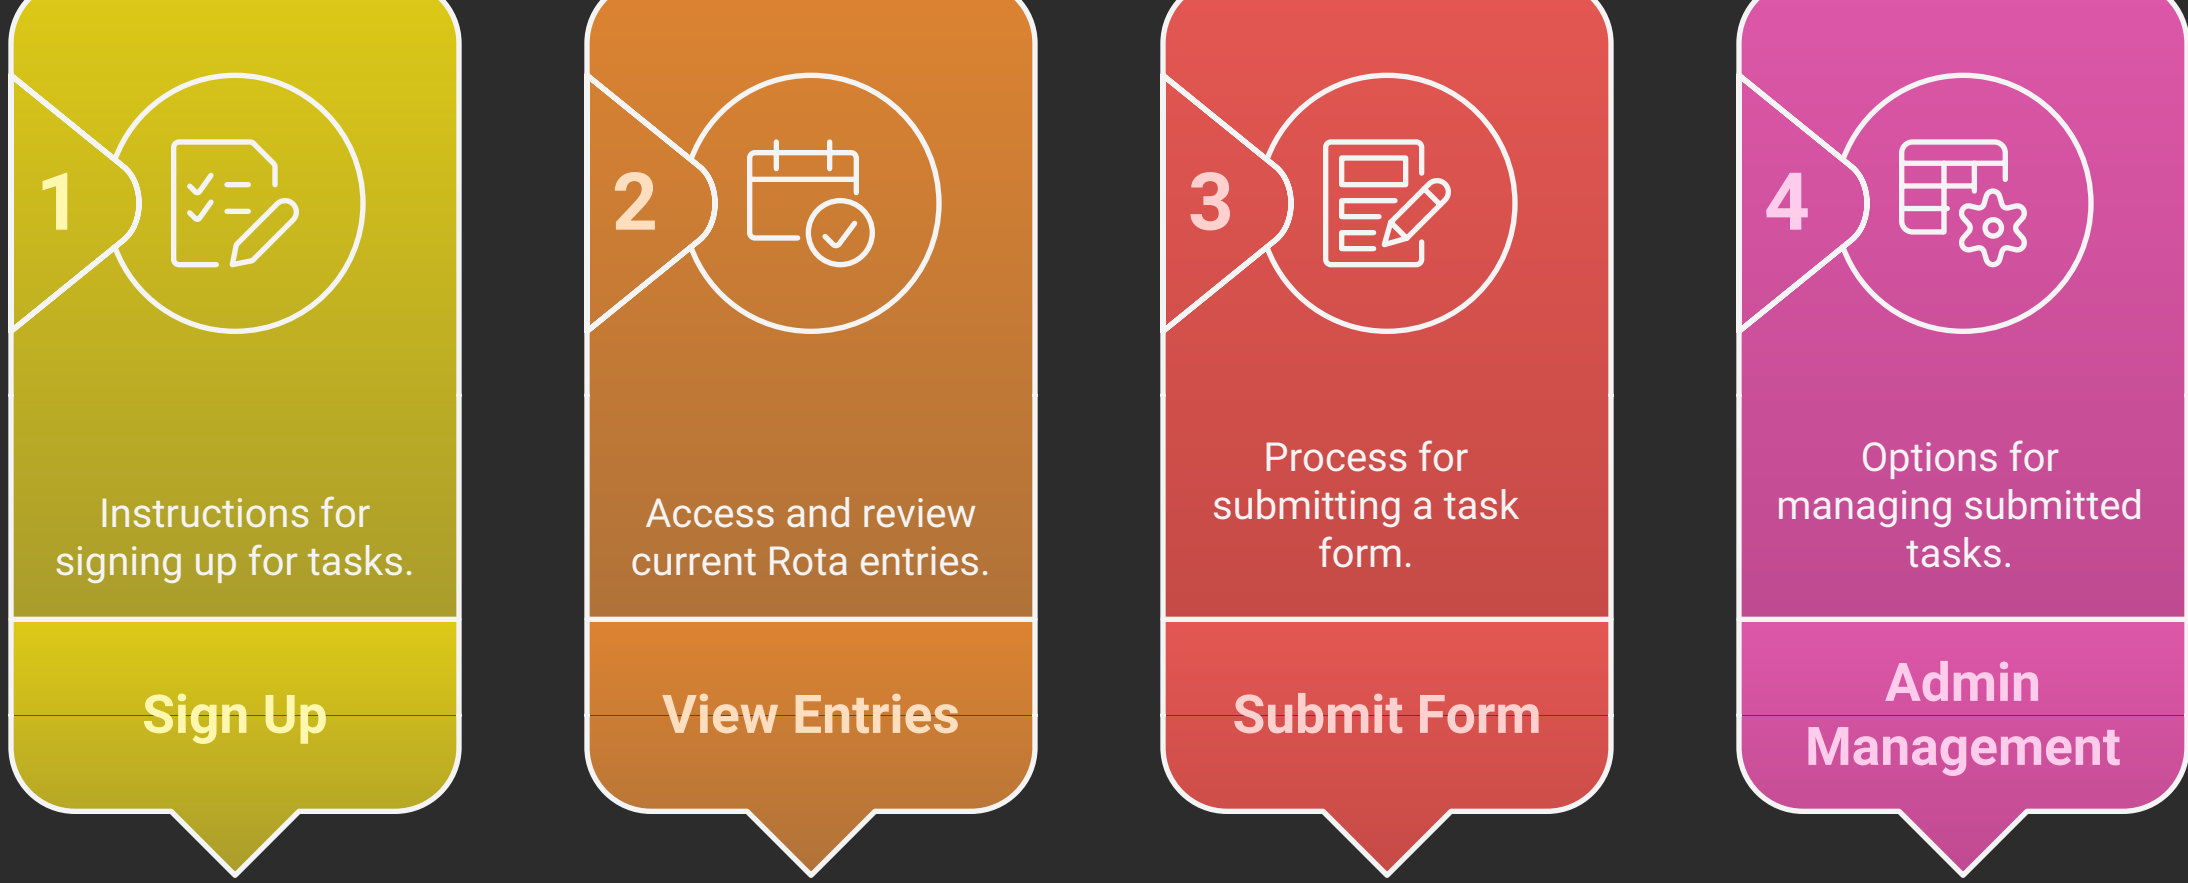 1
Instructions for
signing up for tasks.
Sign Up
2
Access and review
current Rota entries.
View Entries
3
Process for
submitting a task
form.
Submit Form
4
Options for
managing submitted
tasks.
Admin
Management